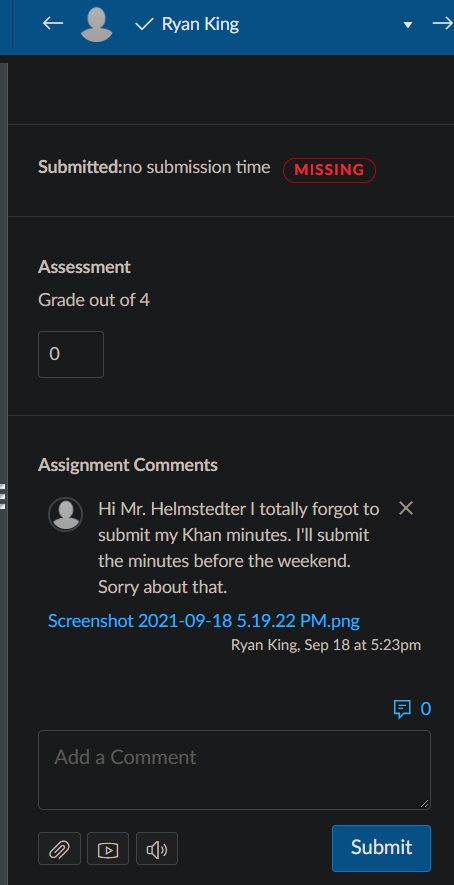 Ryan King
Submitted:no submission time MISSING
Assessment
Grade out of 4
0
Assignment Comments
Hi Mr. Helmstedter I totally forgot to
submit my Khan minutes. I'll submit
the minutes before the weekend.
Sorry about that.
Screenshot 2021-09-18 5.19.22 PM.png
Ryan King, Sep 18 at 5:23pm
0
Add a Comment
Submit